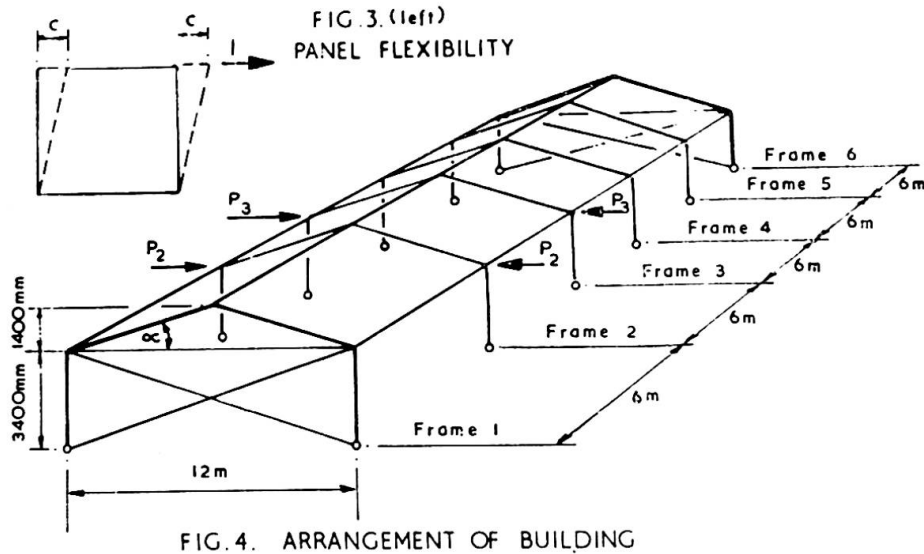 FIG.3.(left)
PANEL FLEXIBILITY
c
c
1
P3
P2
P3
P2
Frame 6
Frame 5
Frame 4
Frame 3
Frame 2
Frame 1
6m
6m
6m
6m
6m
1400mm
3400mm
∝
12m
FIG.4. ARRANGEMENT OF BUILDING